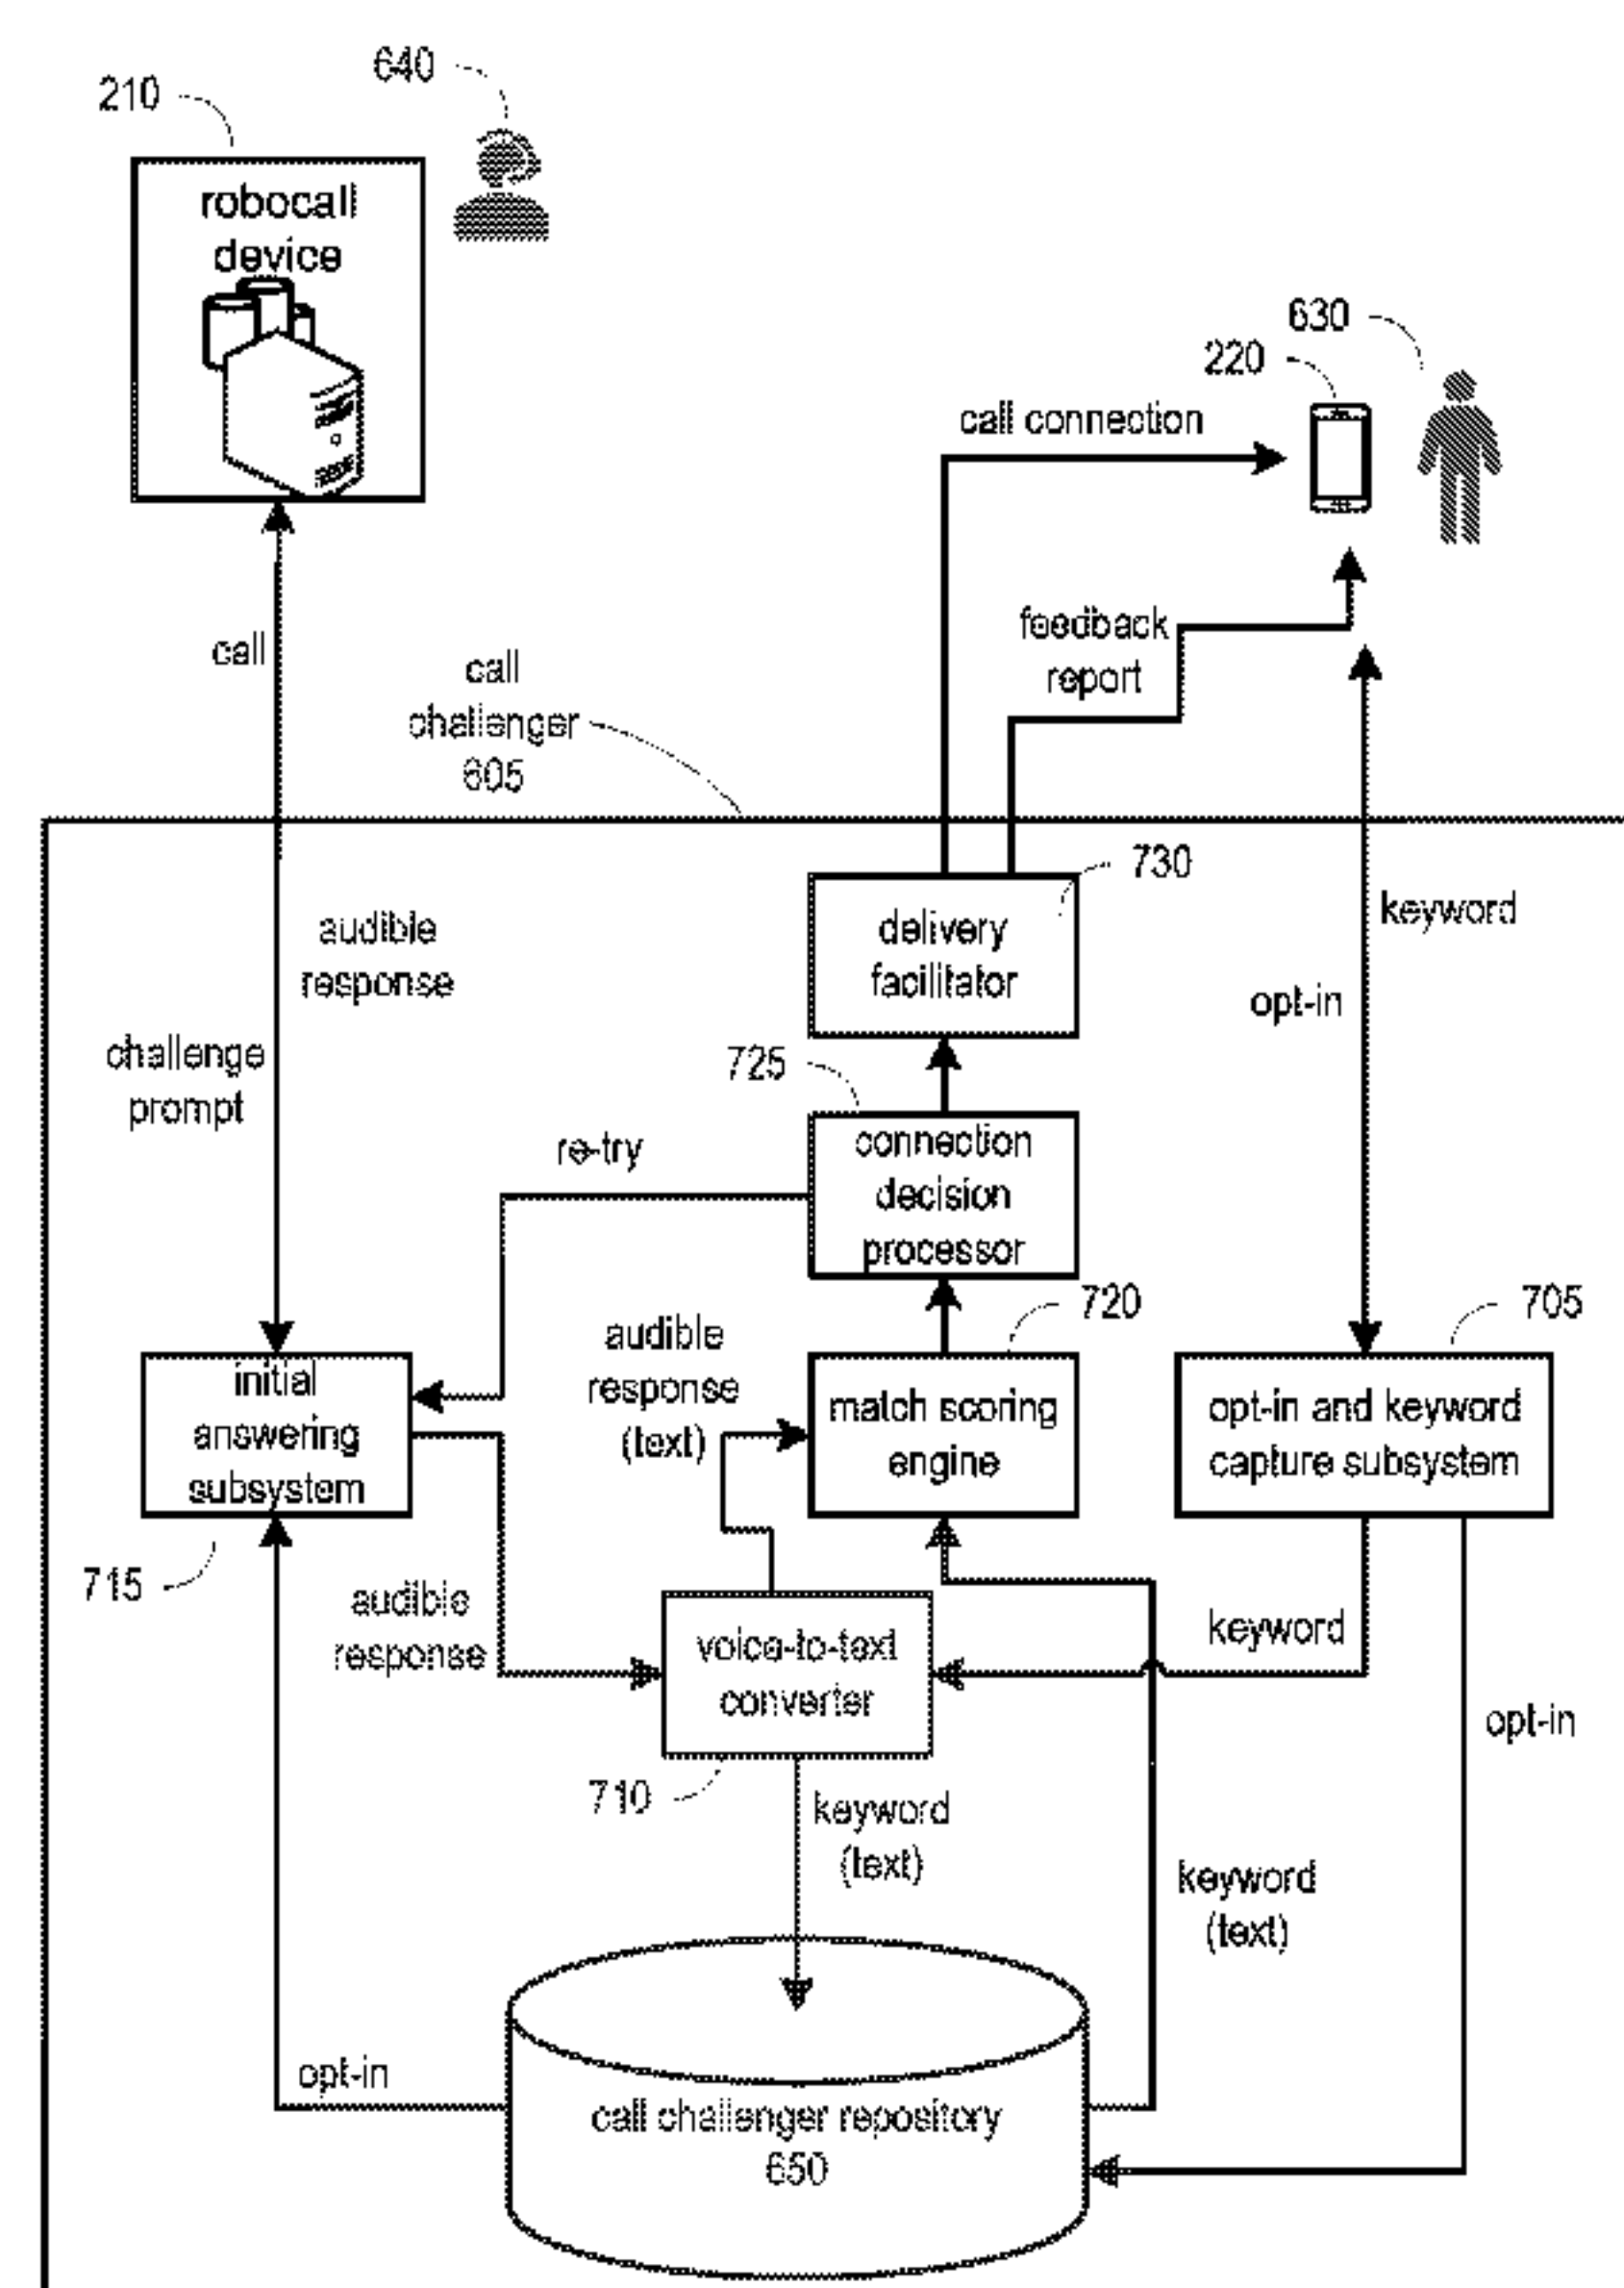 640
210
robocall
device
630
220
call connection
feedback
report
call
call
challenger
605
730
keyword
delivery
facilitator
audible
response
opt-in
challenge
prompt
725
re-try
connection
decision
processor
720
705
audible
response
(text)
initial
answering
subsystem
match scoring
engine
opt-in and keyword
capture subsystem
715
audible
response
keyword
voice-to-text
converter
opt-in
710
keyword
(text)
keyword
(text)
opt-in
call challenger repository
650